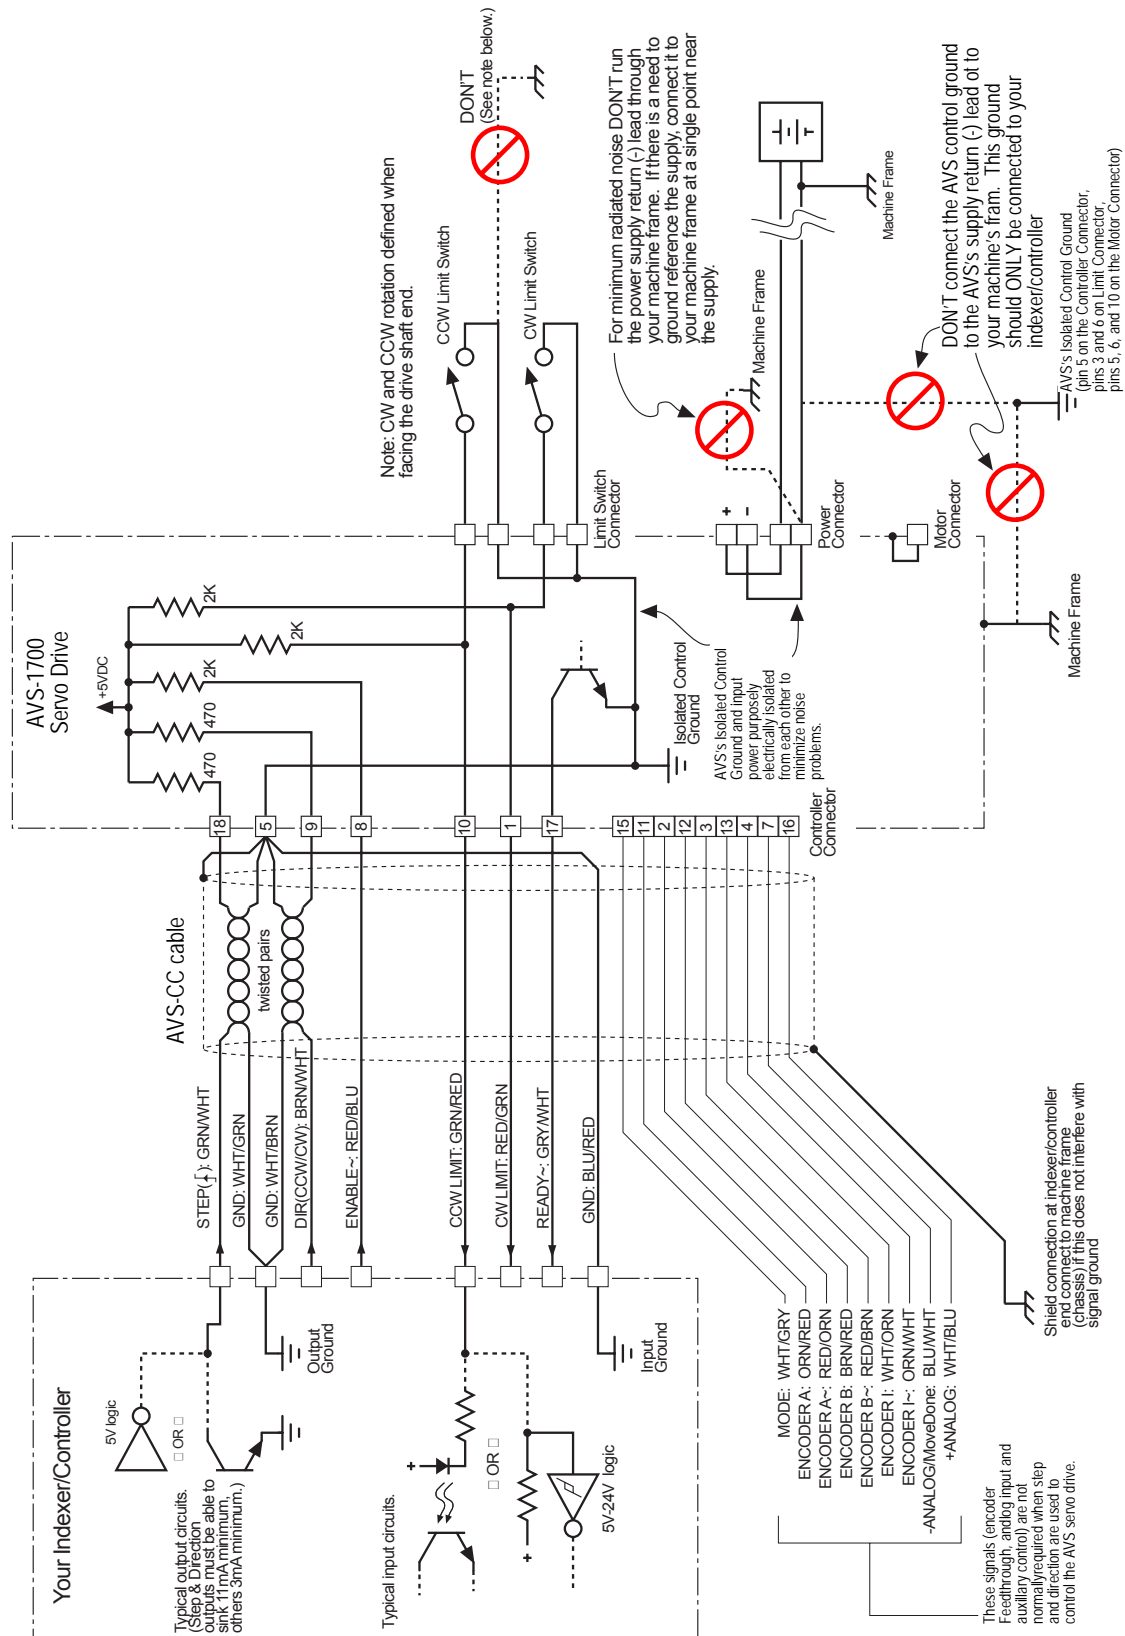 Your Indexer/Controller
5V logic
□ OR □
Typical output circuits.
(Step & Direction
outputs must be able to
sink 11mA minimum,
others 3mA minimum.)
Output
Ground
Typical input circuits.
□ OR □
5V-24V logic
Input
Ground
STEP( ): GRN/WHT
GND: WHT/GRN
GND: WHT/BRN
DIR(CCW/CW): BRN/WHT
ENABLE~: RED/BLU
CCW LIMIT: GRN/RED
CW LIMIT: RED/GRN
READY~: GRY/WHT
GND: BLU/RED
MODE: WHT/GRY
ENCODER A: ORN/RED
ENCODER A~: RED/ORN
ENCODER B: BRN/RED
ENCODER B~: RED/BRN
ENCODER I: WHT/ORN
ENCODER I~: ORN/WHT
-ANALOG/MoveDone: BLU/WHT
+ANALOG: WHT/BLU
These signals (encoder
Feedthrough, andlog input and
auxillary control) are not
normallyrequired when step
and direction are used to
control the AVS servo drive.
Shield connection at indexer/controller
end connect to machine frame
(chassis) if this does not interfere with
signal ground
AVS-CC cable
twisted pairs
AVS-1700
Servo Drive
+5VDC
470
470
2K
2K
2K
18
5
9
8
10
1
17
15
11
2
12
3
13
4
7
16
Controller
Connector
Isolated Control
Ground
AVS's Isolated Control
Ground and input
power purposely
electrically isolated
from each other to
minimize noise
problems.
Limit Switch
Connector
+
−
Power
Connector
Motor
Connector
Machine Frame
Note: CW and CCW rotation defined when
facing the drive shaft end.
CCW Limit Switch
CW Limit Switch
DON'T
(See note below.)
For minimum radiated noise DON'T run
the power supply return (-) lead through
your machine frame. If there is a need to
ground reference the supply, connect it to
your machine frame at a single point near
the supply.
Machine Frame
Machine Frame
DON'T connect the AVS control ground
to the AVS's supply return (-) lead ot to
your machine's fram. This ground
should ONLY be connected to your
indexer/controller
AVS's Isolated Control Ground
(pin 5 on the Controller Connector,
pins 3 and 6 on Limit Connector,
pins 5, 6, and 10 on the Motor Connector)